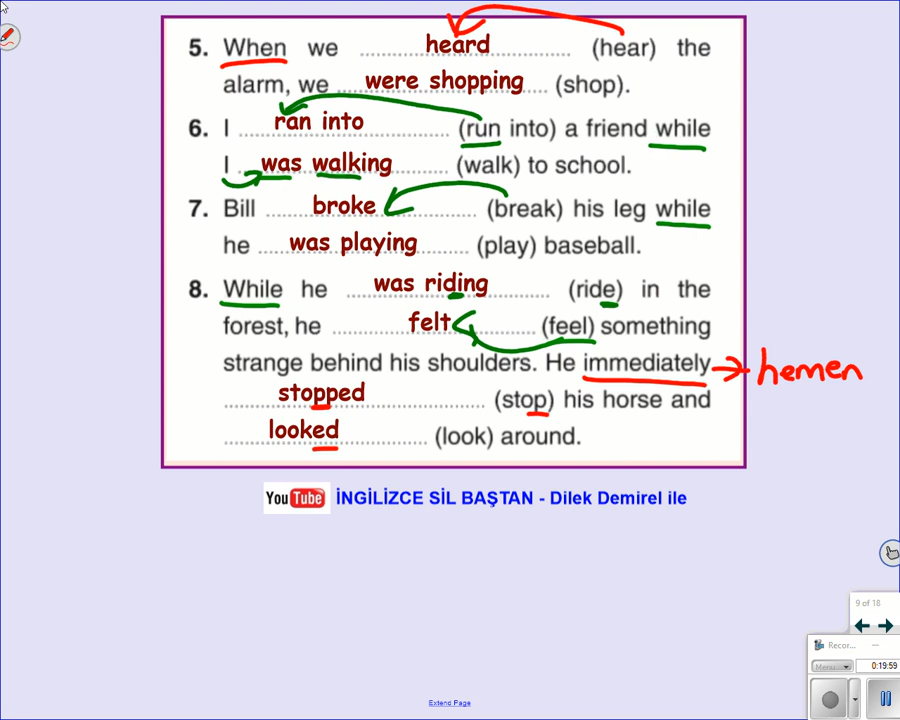 5. When we ........ heard ........ (hear) the
alarm, we ... were shopping .... (shop).
6. I ........ ran into ........ (run into) a friend while
I ... was walking ........ (walk) to school.
7. Bill ........ broke ........ (break) his leg while
he .... was playing ........ (play) baseball.
8. While he ........ was riding ........ (ride) in the
forest, he ........ felt ........ (feel) something
strange behind his shoulders. He immediately → hemen
........ stopped ........ (stop) his horse and
........ looked ........ (look) around.
YouTube İNGİLİZCE SİL BAŞTAN - Dilek Demirel ile
9 of 18
Recor...
Menu 0:19:59
Extend Page